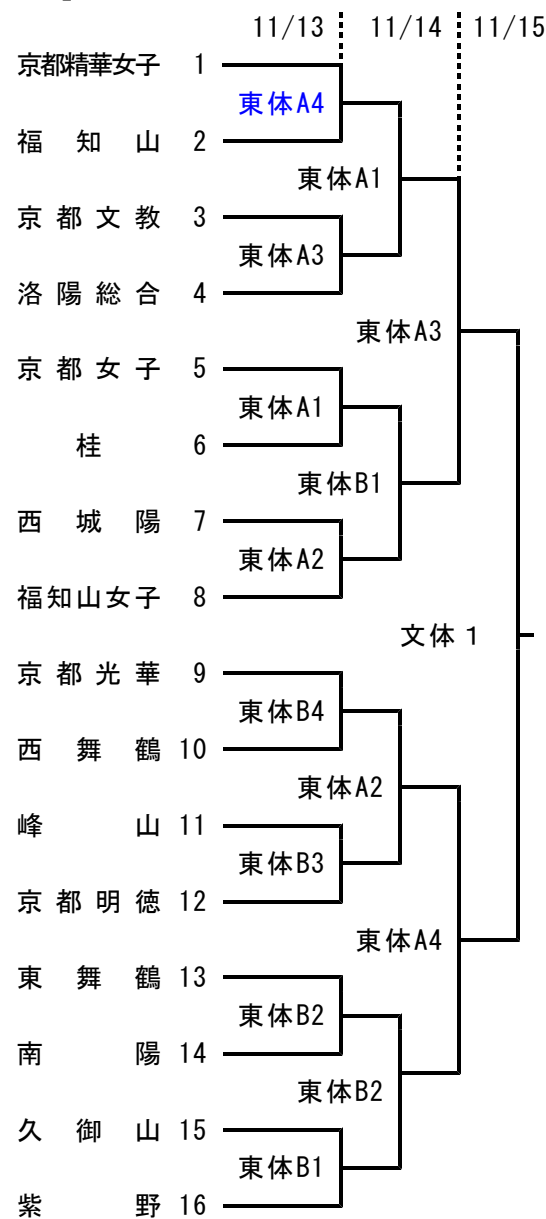 11/13 11/14 11/15
京都精華女子 1
東体A4
福知山 2
東体A1
京都文教 3
東体A3
洛陽総合 4
東体A3
京都女子 5
東体A1
桂 6
東体B1
西城陽 7
東体A2
福知山女子 8
文体 1
京都光華 9
東体B4
西舞鶴 10
東体A2
峰山 11
東体B3
京都明徳 12
東体A4
東舞鶴 13
東体B2
南陽 14
東体B2
久御山 15
東体B1
紫野 16